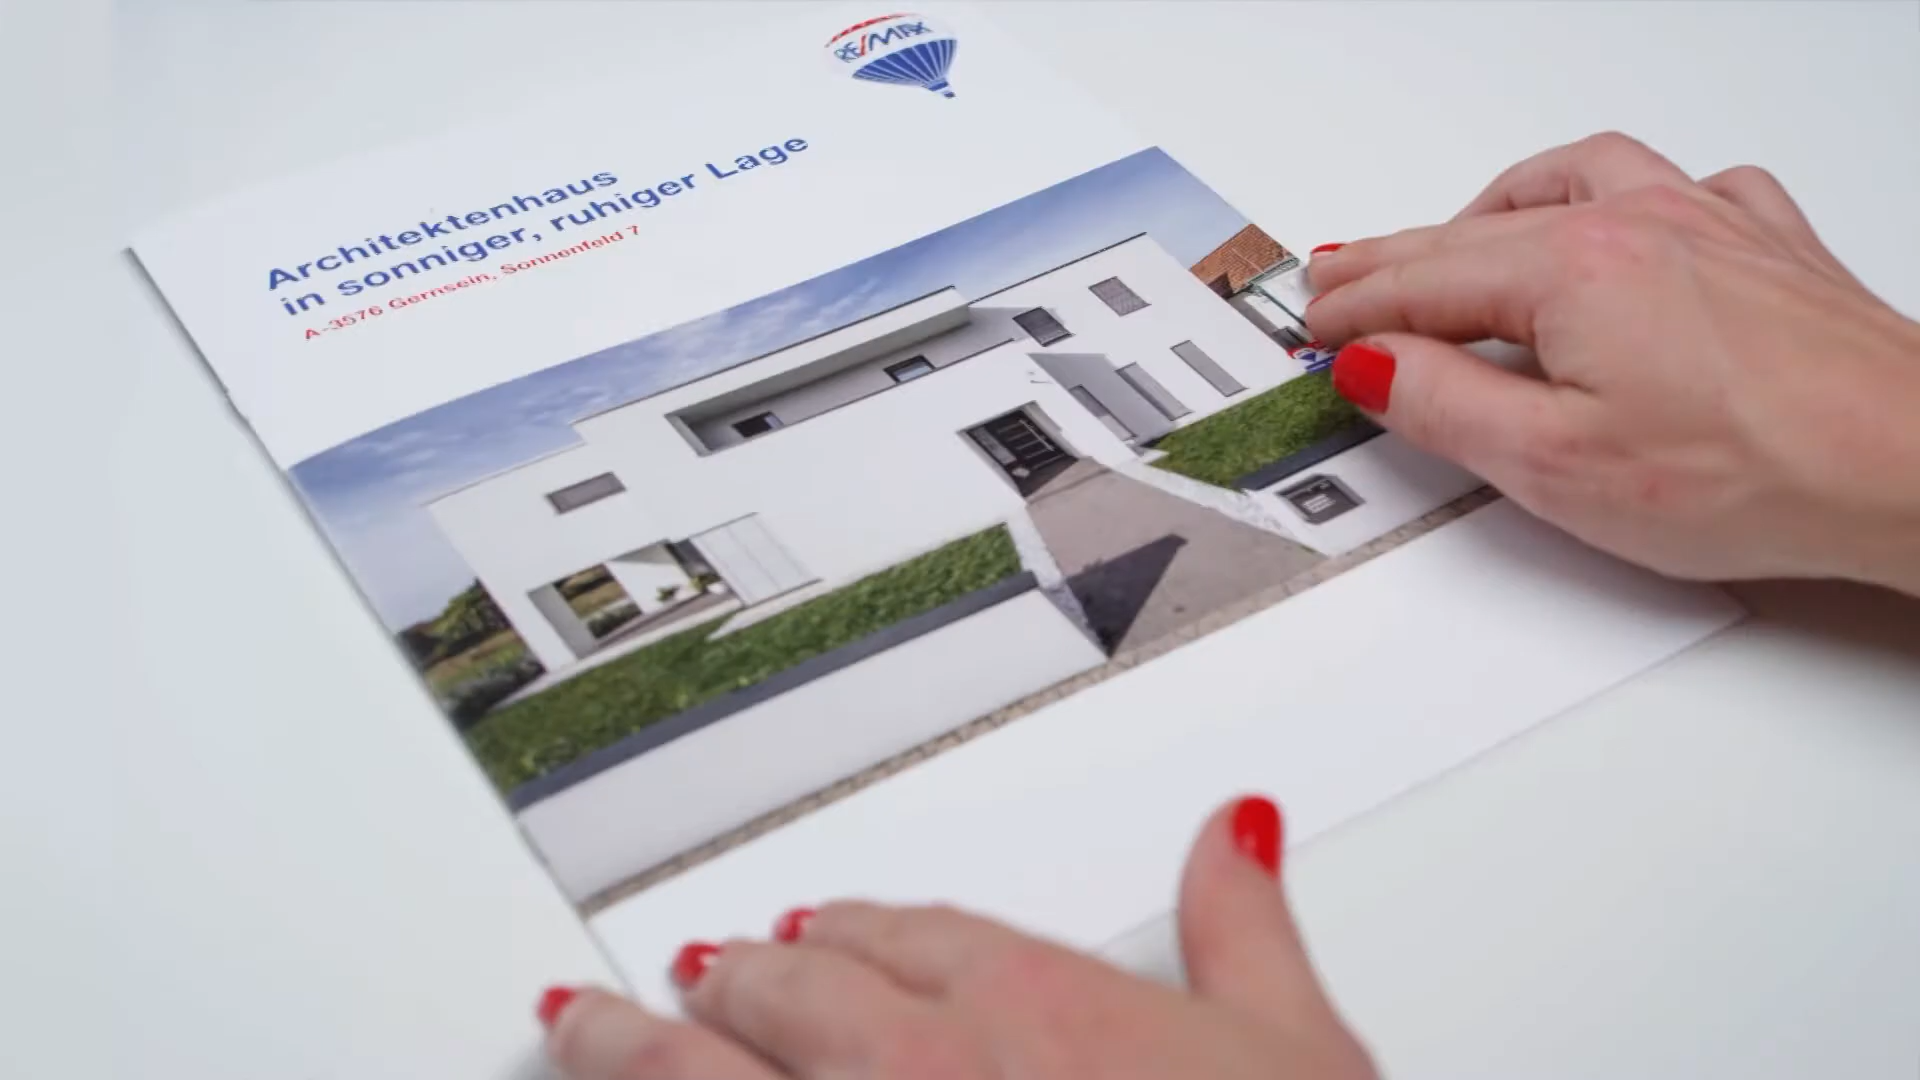 RE/MAX
Architektenhaus
in sonniger, ruhiger Lage
A-3576 Gernsein, Sonnenfeld 7